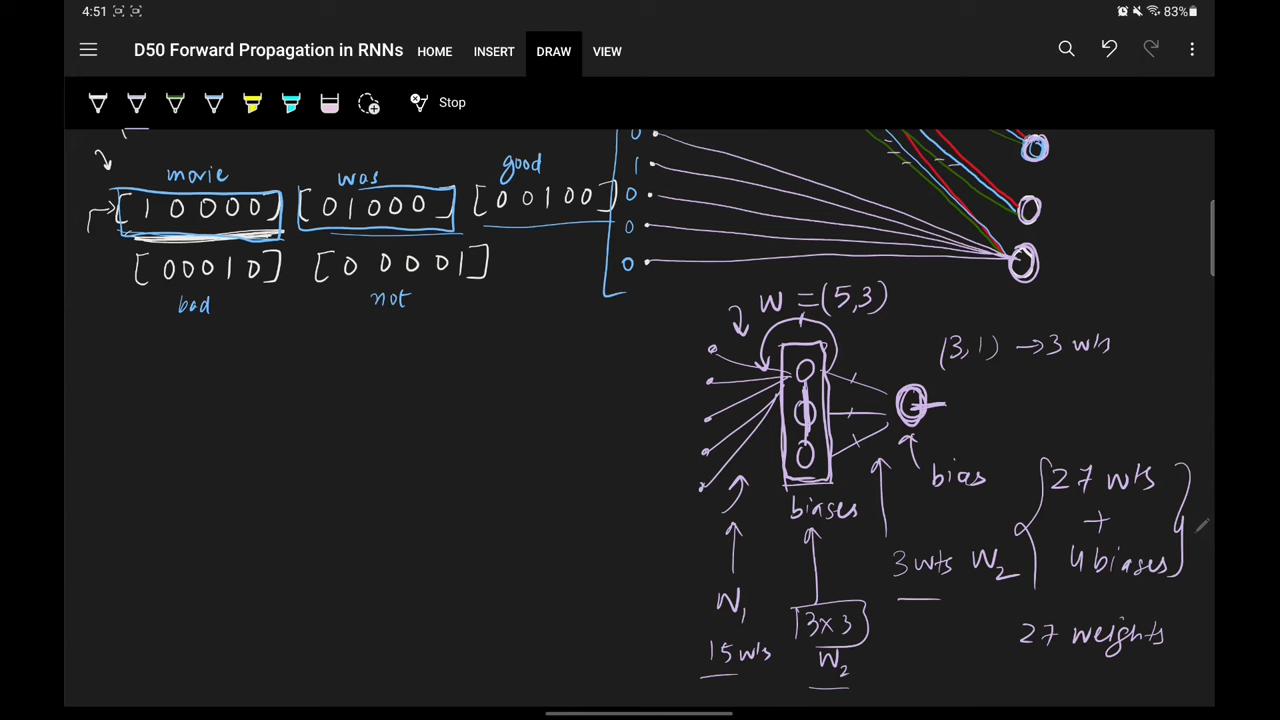 4:51
83%
D50 Forward Propagation in RNNs HOME INSERT DRAW VIEW
Stop
movie was good
[ 1 0 0 0 0 ] [ 0 1 0 0 0 ] [ 0 0 1 0 0 ]
[ 0 0 0 1 0 ] [ 0 0 0 0 1 ]
bad not
0
1
0
0
0
W = (5,3)
(3,1) → 3 wts
biases
bias
W₁
15 wts
3x3
W₂
3 wts W₂
27 wts
+
4 biases
27 weights